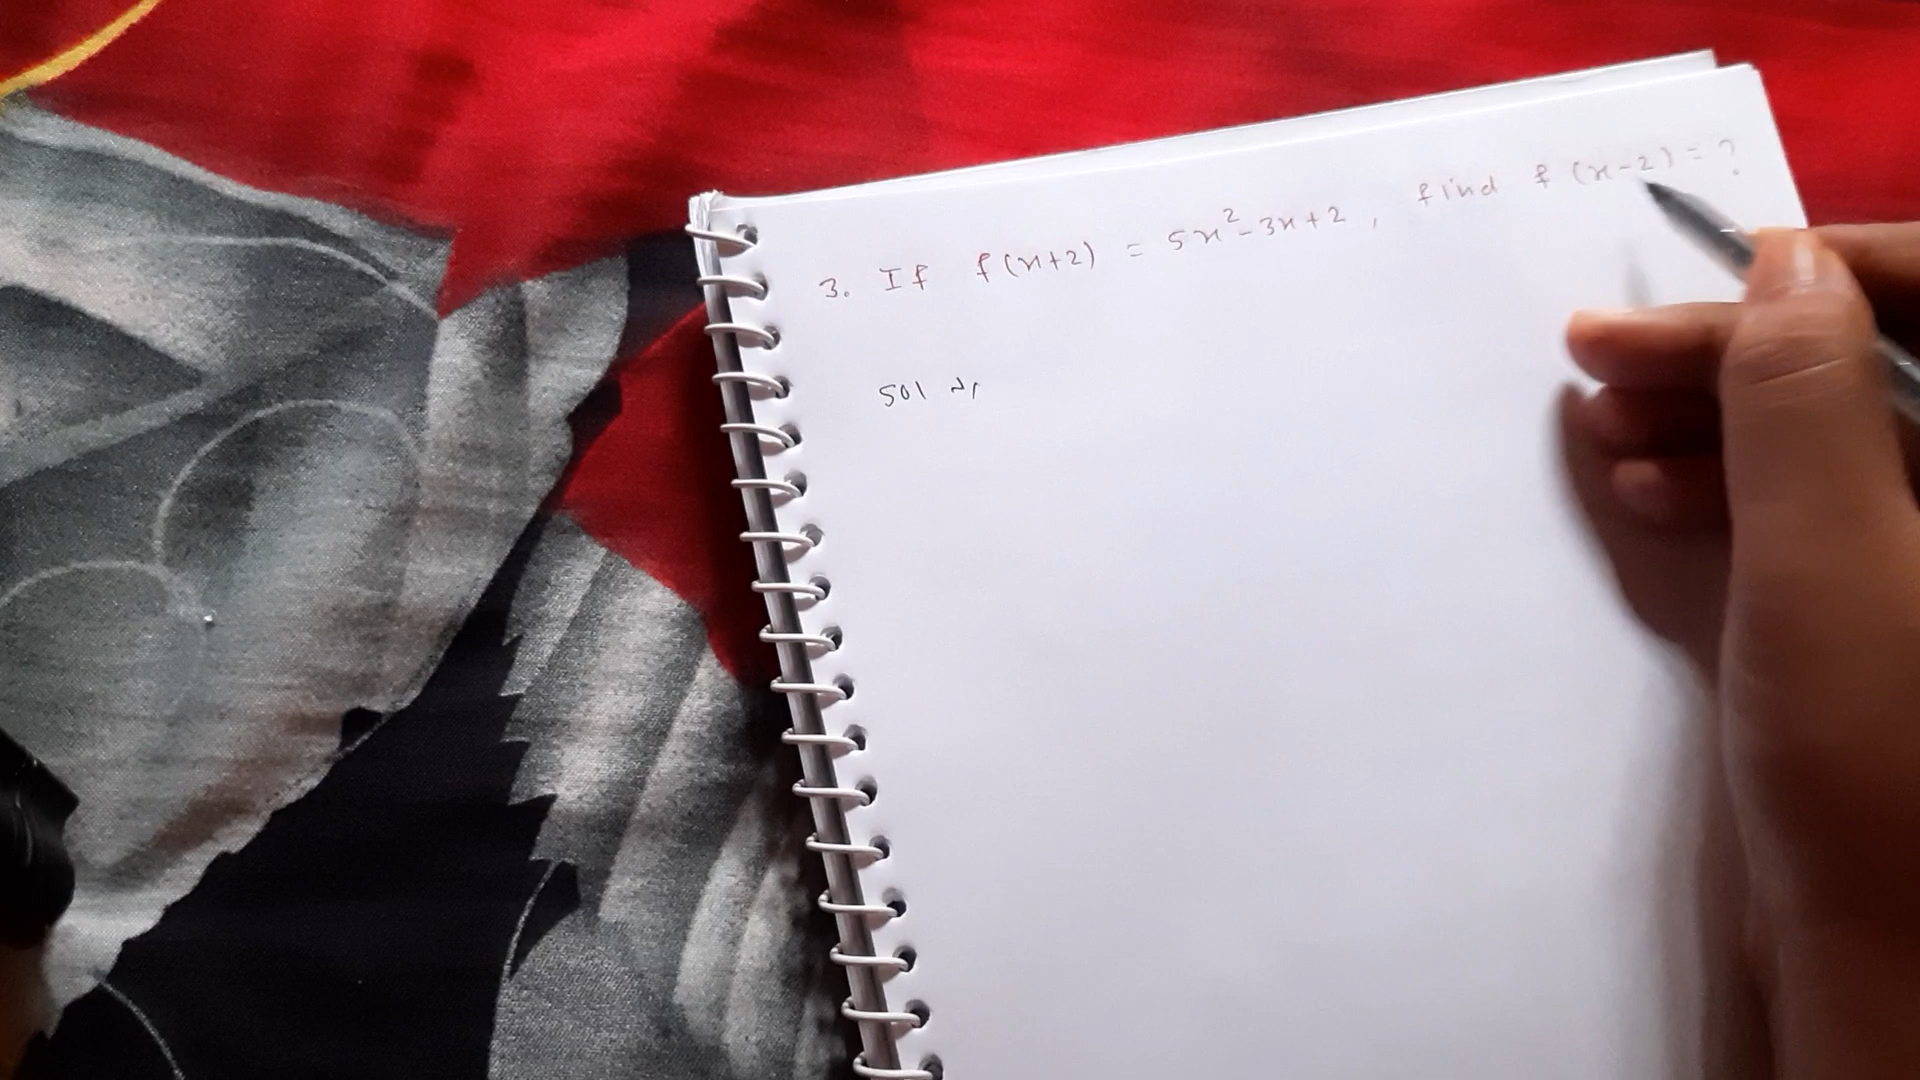 3. If f(x+2) = 5x²-3x+2, find f(x-2) = ?
Sol